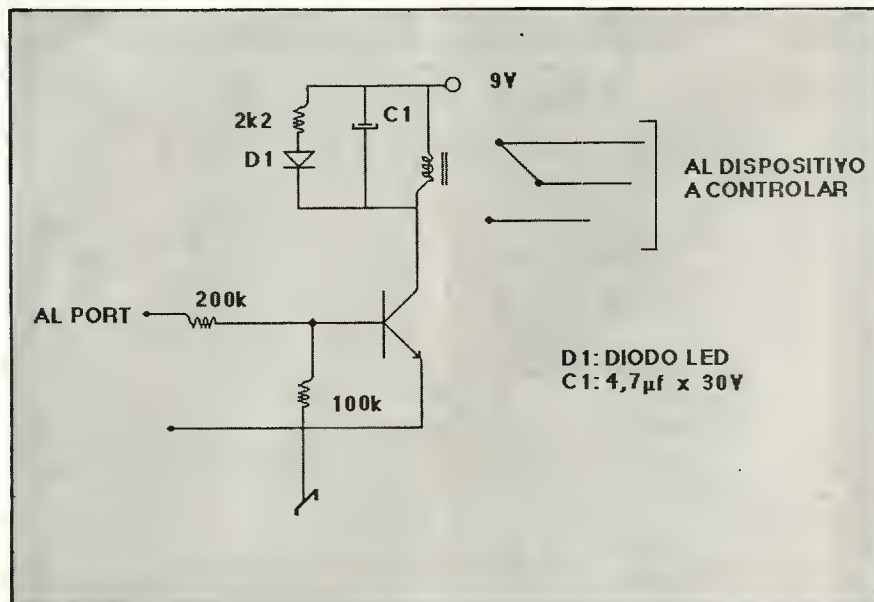 9V
2k2
C1
D1
AL DISPOSITIVO
A CONTROLAR
200k
AL PORT
D1: DIODO LED
C1: 4,7µf x 30V
100k